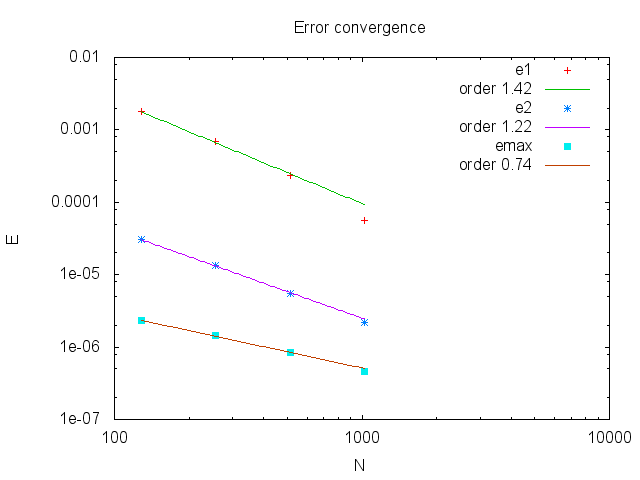 Error convergence
0.01
0.001
0.0001
1e-05
1e-06
1e-07
E
e1
order 1.42
e2
order 1.22
emax
order 0.74
100
1000
10000
N